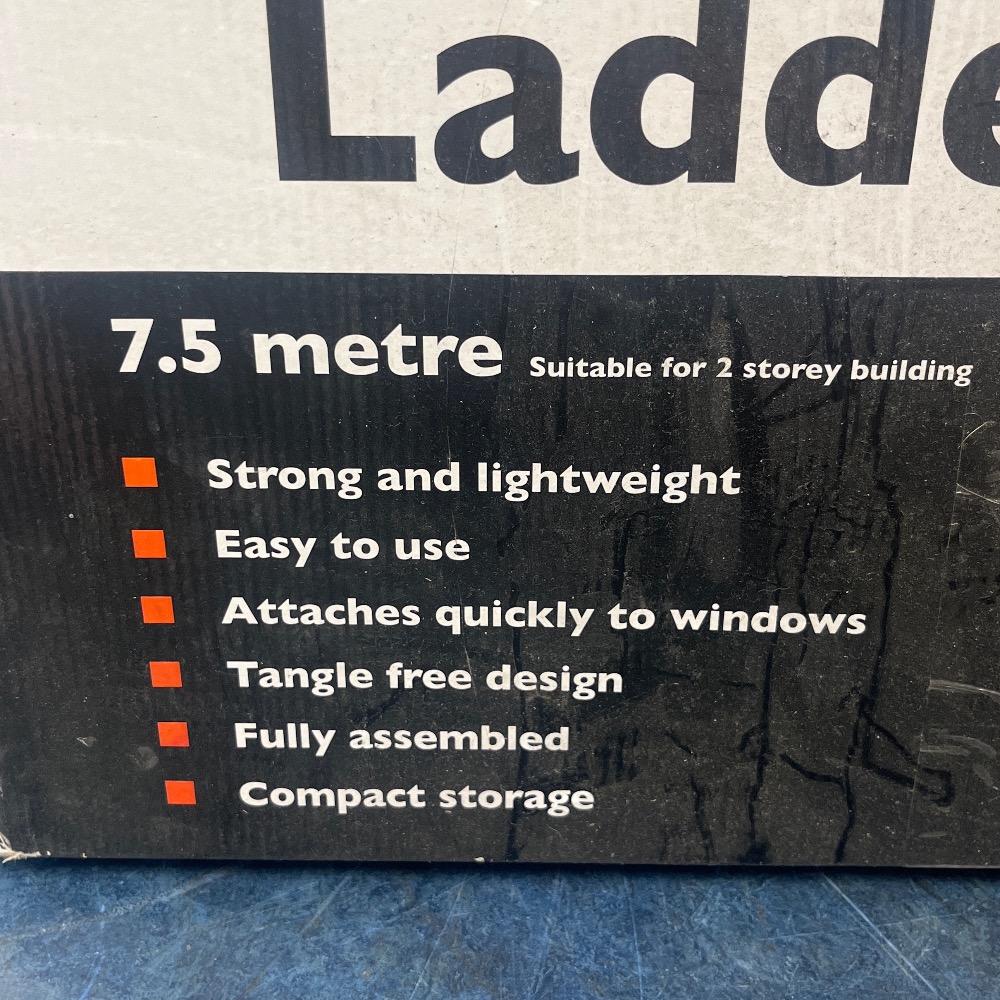 Ladde
7.5 metre Suitable for 2 storey building
Strong and lightweight
Easy to use
Attaches quickly to windows
Tangle free design
Fully assembled
Compact storage